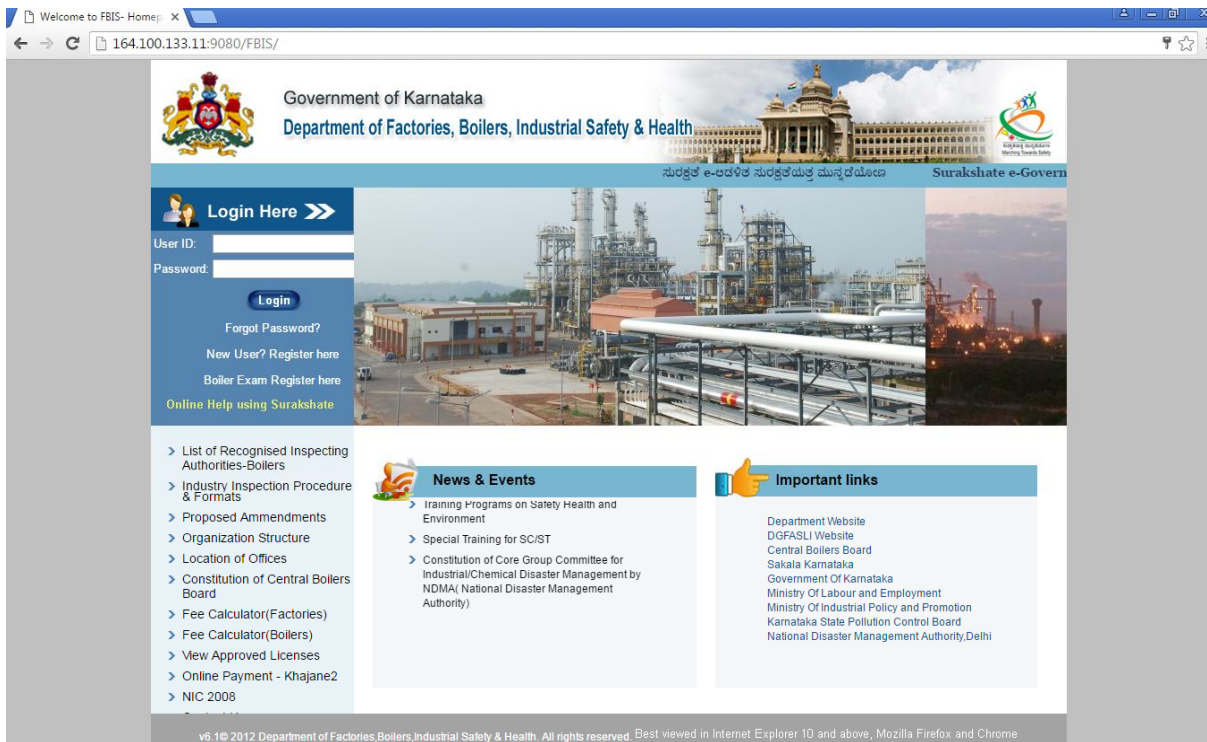 Welcome to FBIS- Homep
164.100.133.11:9080/FBIS/
Government of Karnataka
Department of Factories, Boilers, Industrial Safety & Health
Marching Towards Safety
ಸುರಕ್ಷತೆ e-ಆಡಳಿತ ಸುರಕ್ಷತೆಯತ್ತ ಮುನ್ನಡೆಯೋಣ Surakshate e-Govern
Login Here
User ID:
Password:
Login
Forgot Password?
New User? Register here
Boiler Exam Register here
Online Help using Surakshate
List of Recognised Inspecting
Authorities-Boilers
Industry Inspection Procedure
& Formats
Proposed Ammendments
Organization Structure
Location of Offices
Constitution of Central Boilers
Board
Fee Calculator(Factories)
Fee Calculator(Boilers)
View Approved Licenses
Online Payment - Khajane2
NIC 2008
News & Events
Training Programs on Safety Health and
Environment
Special Training for SC/ST
Constitution of Core Group Committee for
Industrial/Chemical Disaster Management by
NDMA( National Disaster Management
Authority)
Important links
Department Website
DGFASLI Website
Central Boilers Board
Sakala Karnataka
Government Of Karnataka
Ministry Of Labour and Employment
Ministry Of Industrial Policy and Promotion
Karnataka State Pollution Control Board
National Disaster Management Authority,Delhi
v6.1© 2012 Department of Factories,Boilers,Industrial Safety & Health. All rights reserved. Best viewed in Internet Explorer 10 and above, Mozilla Firefox and Chrome